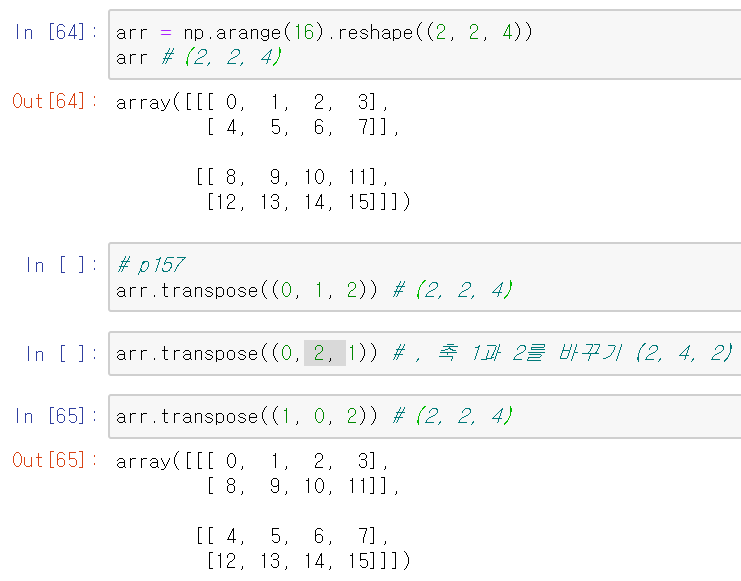 In [64]: arr = np.arange(16).reshape((2, 2, 4))
arr # (2, 2, 4)
Out[64]: array([[[ 0, 1, 2, 3],
[ 4, 5, 6, 7]],
[[ 8, 9, 10, 11],
[12, 13, 14, 15]]])
In [ ]: # p157
arr.transpose((0, 1, 2)) # (2, 2, 4)
In [ ]: arr.transpose((0, 2, 1)) # , 축 1과 2를 바꾸기 (2, 4, 2)
In [65]: arr.transpose((1, 0, 2)) # (2, 2, 4)
Out[65]: array([[[ 0, 1, 2, 3],
[ 8, 9, 10, 11]],
[[ 4, 5, 6, 7],
[12, 13, 14, 15]]])